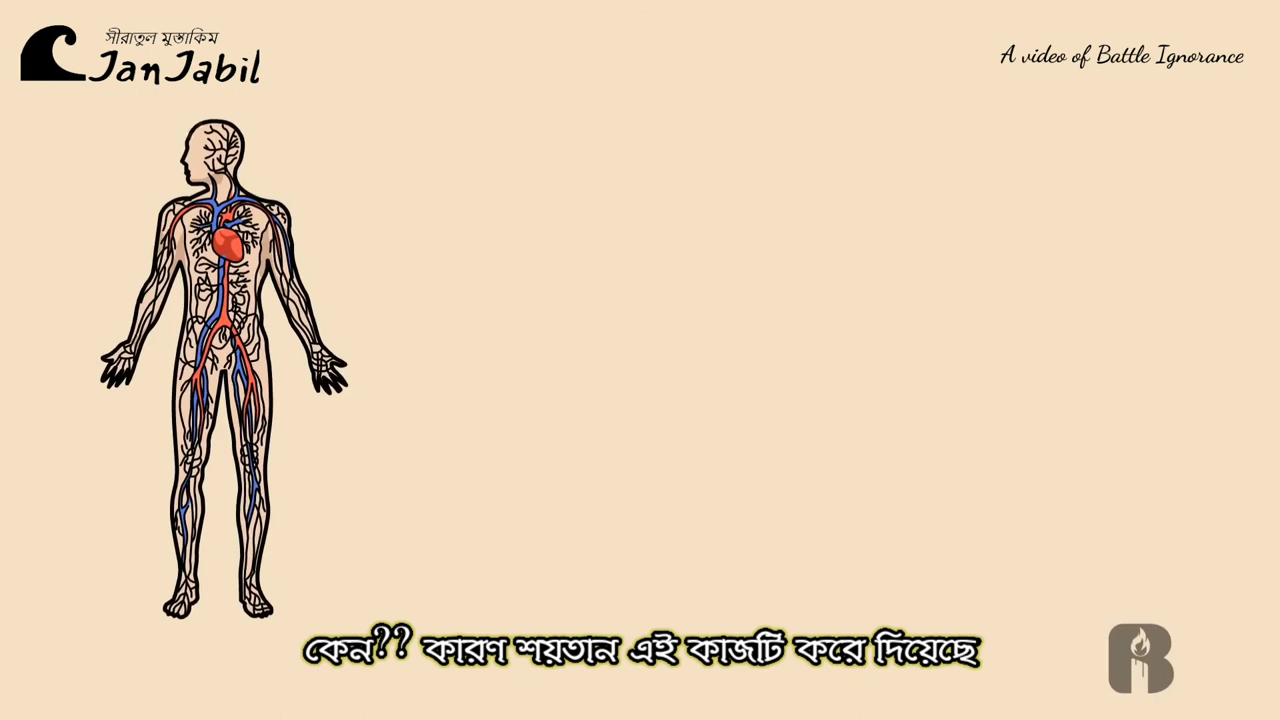 সীরাতুল মুস্তাকিম
JanJabil
A video of Battle Ignorance
কেন?? কারণ শয়তান এই কাজটি করে দিয়েছে
B